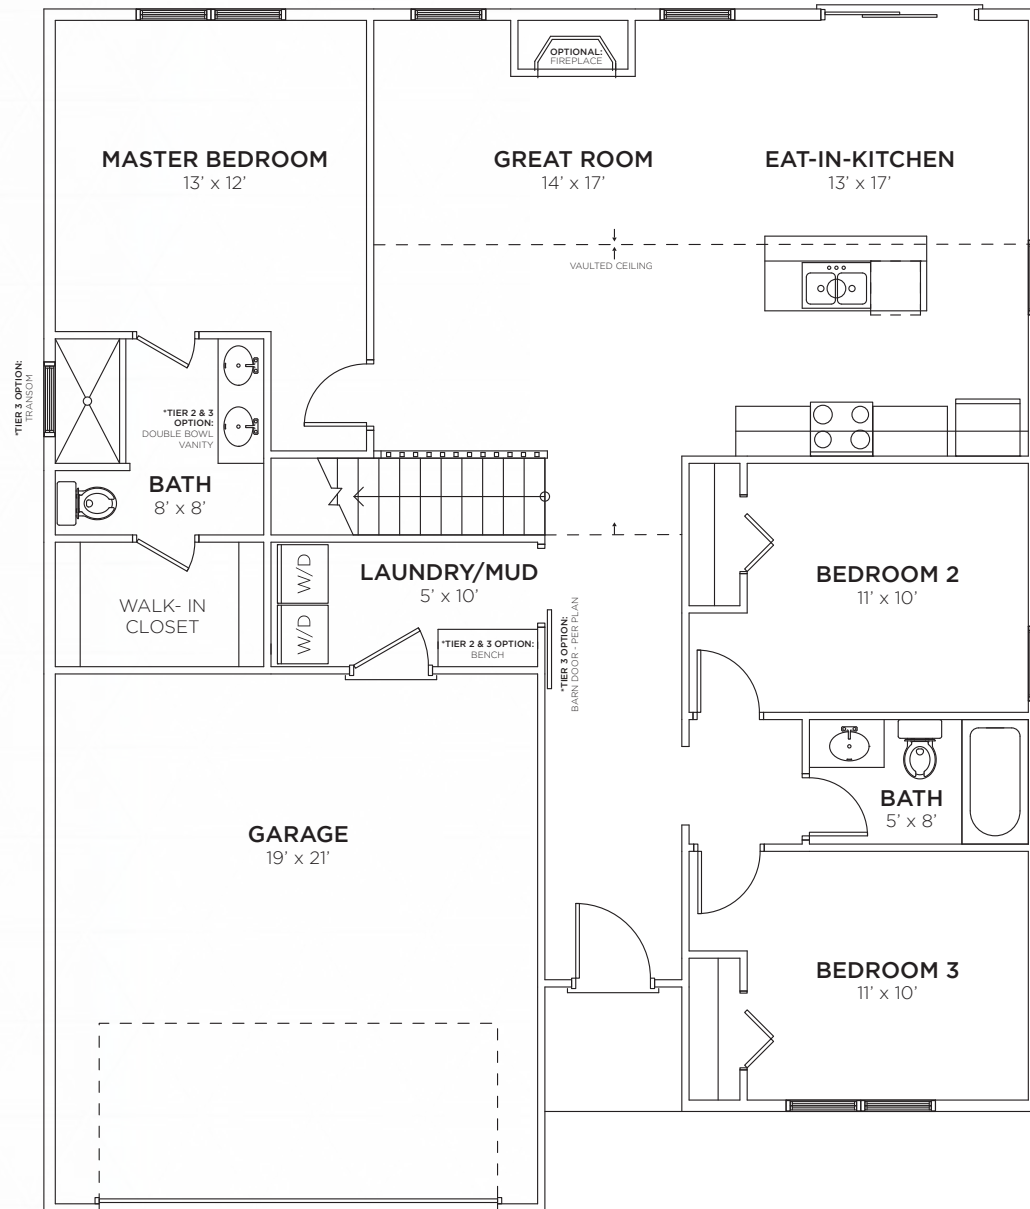 OPTIONAL:
FIREPLACE
MASTER BEDROOM
13' x 12'
GREAT ROOM
14' x 17'
EAT-IN-KITCHEN
13' x 17'
VAULTED CEILING
*TIER 3 OPTION:
TRANSOM
*TIER 2 & 3
OPTION:
DOUBLE BOWL
VANITY
BATH
8' x 8'
WALK- IN
CLOSET
W/D
W/D
LAUNDRY/MUD
5' x 10'
*TIER 2 & 3 OPTION:
BENCH
*TIER 3 OPTION:
BARN DOOR - PER PLAN
BEDROOM 2
11' x 10'
BATH
5' x 8'
GARAGE
19' x 21'
BEDROOM 3
11' x 10'